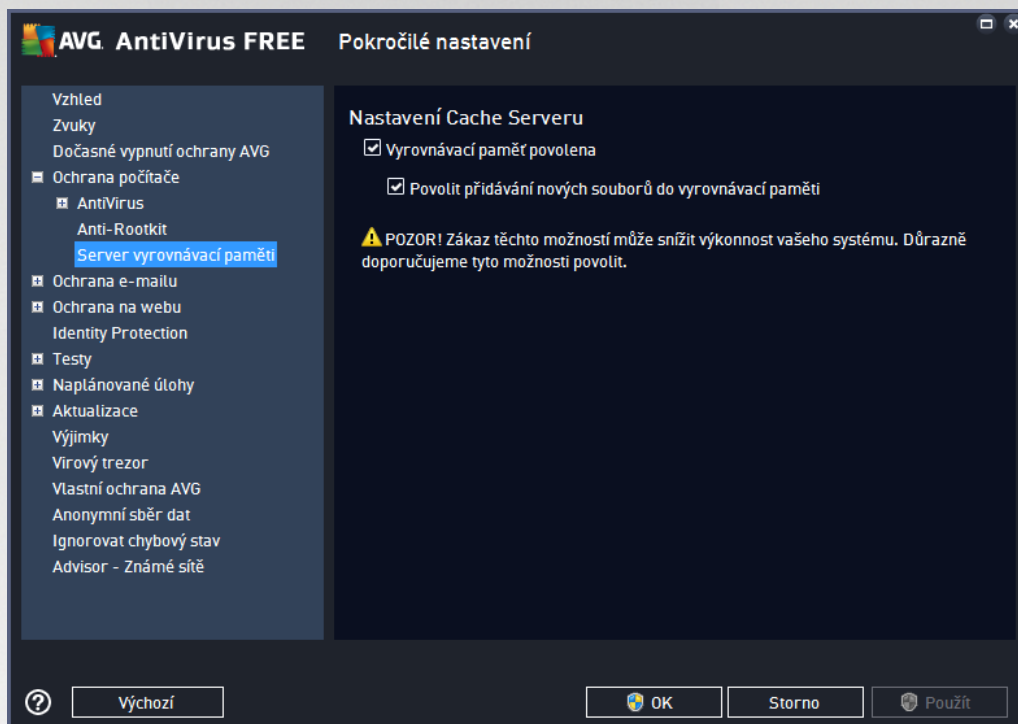 AVG. AntiVirus FREE
Pokročilé nastavení
Vzhled
Zvuky
Dočasné vypnutí ochrany AVG
Ochrana počítače
AntiVirus
Anti-Rootkit
Server vyrovnávací paměti
Ochrana e-mailu
Ochrana na webu
Identity Protection
Testy
Naplánované úlohy
Aktualizace
Výjimky
Virový trezor
Vlastní ochrana AVG
Anonymní sběr dat
Ignorovat chybový stav
Advisor - Známé sítě
Nastavení Cache Serveru
Vyrovnávací paměť povolena
Povolit přidávání nových souborů do vyrovnávací paměti
POZOR! Zákaz těchto možností může snížit výkonnost vašeho systému. Důrazně
doporučujeme tyto možnosti povolit.
Výchozí
OK
Storno
Použít